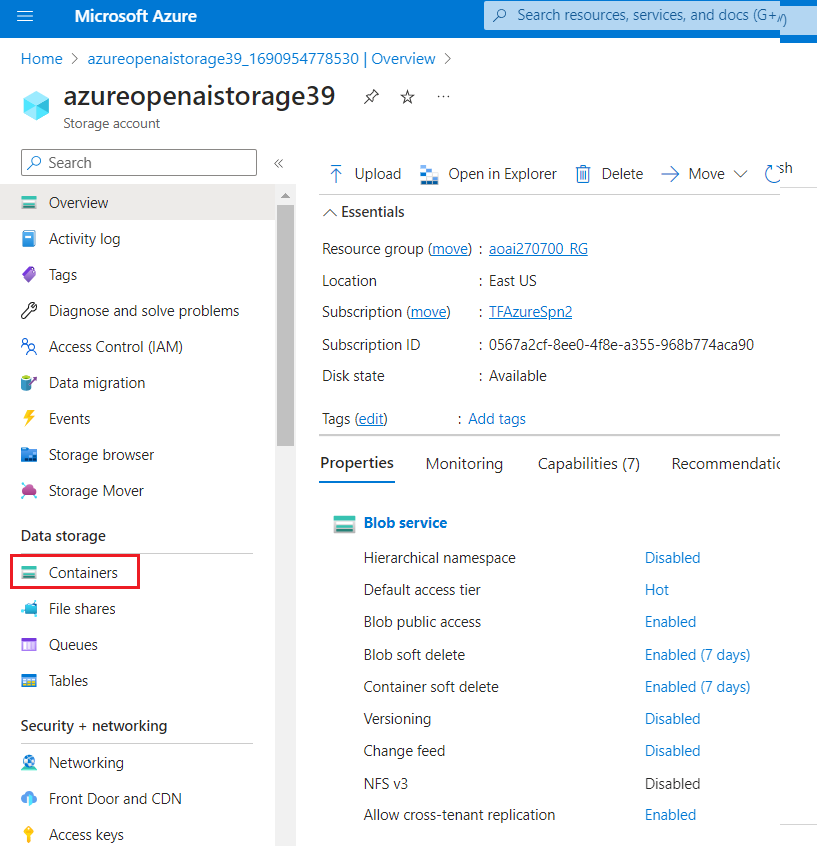 Microsoft Azure
Search resources, services, and docs (G+/)
Home > azureopenaistorage39_1690954778530 | Overview >
azureopenaistorage39
Storage account
Search
Overview
Activity log
Tags
Diagnose and solve problems
Access Control (IAM)
Data migration
Events
Storage browser
Storage Mover
Data storage
Containers
File shares
Queues
Tables
Security + networking
Networking
Front Door and CDN
Access keys
Upload Open in Explorer Delete Move
Essentials
Resource group (move) : aoai270700_RG
Location : East US
Subscription (move) : TFAzureSpn2
Subscription ID : 0567a2cf-8ee0-4f8e-a355-968b774aca90
Disk state : Available
Tags (edit) : Add tags
Properties Monitoring Capabilities (7) Recommendatio
Blob service
Hierarchical namespace Disabled
Default access tier Hot
Blob public access Enabled
Blob soft delete Enabled (7 days)
Container soft delete Enabled (7 days)
Versioning Disabled
Change feed Disabled
NFS v3 Disabled
Allow cross-tenant replication Enabled